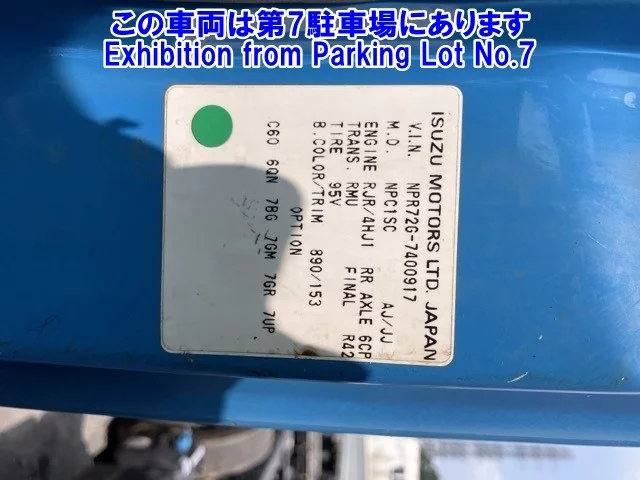 この車両は第7駐車場にあります
Exhibition from Parking Lot No.7
ISUZU MOTORS LTD. JAPAN
V.I.N. NPR72G-7400917
M.D. NPC1SC AJ/JJ
ENGINE RJR/4HJ1 RR AXLE 6CP
TRANS. RMU FINAL R42
TIRE 95V
B.COLOR/TRIM 890/153
OPTION
C60 6QN 7BG 7GM 7GR 7UP